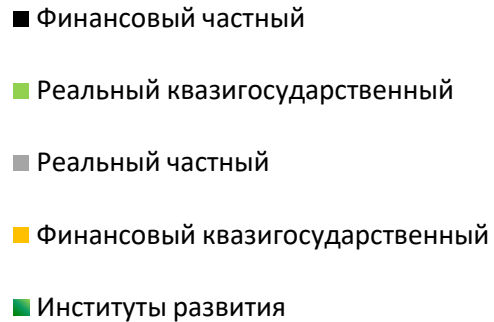 Финансовый частный
Реальный квазигосударственный
Реальный частный
Финансовый квазигосударственный
Институты развития